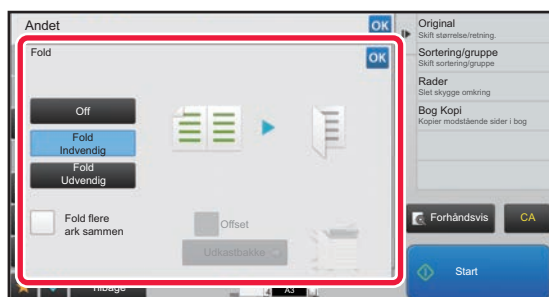 Andet
OK
Fold
OK
Off
Fold
Indvendig
Fold
Udvendig
Fold flere
ark sammen
Offset
Udkastbakke
Tilbage
A3
Original
Skift størrelse/retning.
Sortering/gruppe
Skift sortering/gruppe
Rader
Slet skygge omkring
Bog Kopi
Kopier modstående sider i bog
Forhåndsvis
CA
Start